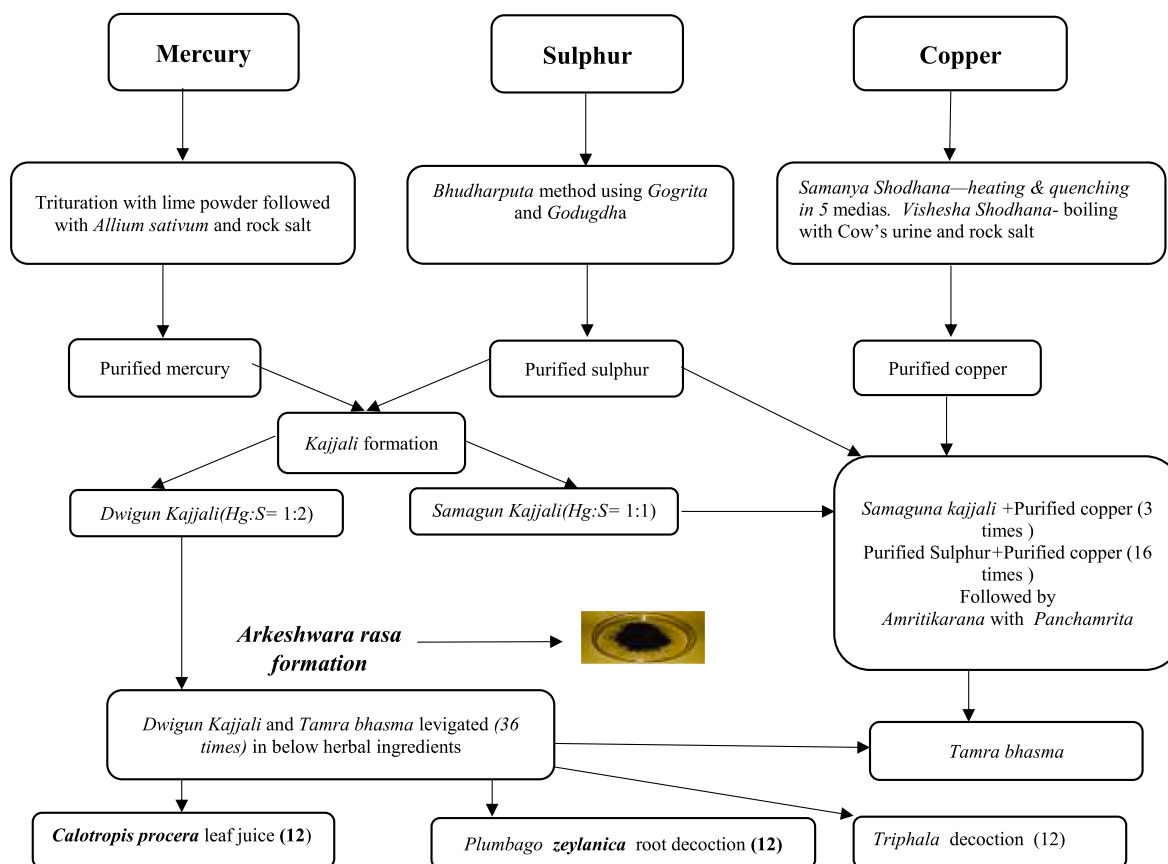 Mercury
Sulphur
Copper
Trituration with lime powder followed
with Allium sativum and rock salt
Bhudharputa method using Gogrita
and Godugdha
Samanya Shodhana—heating & quenching
in 5 medias. Vishesha Shodhana- boiling
with Cow's urine and rock salt
Purified mercury
Purified sulphur
Purified copper
Kajjali formation
Dwigun Kajjali(Hg:S= 1:2)
Samagun Kajjali(Hg:S= 1:1)
Samaguna kajjali +Purified copper (3
times )
Purified Sulphur+Purified copper (16
times )
Followed by
Amritikarana with Panchamrita
Arkeshwara rasa
formation
Dwigun Kajjali and Tamra bhasma levigated (36
times) in below herbal ingredients
Tamra bhasma
Calotropis procera leaf juice (12)
Plumbago zeylanica root decoction (12)
Triphala decoction (12)